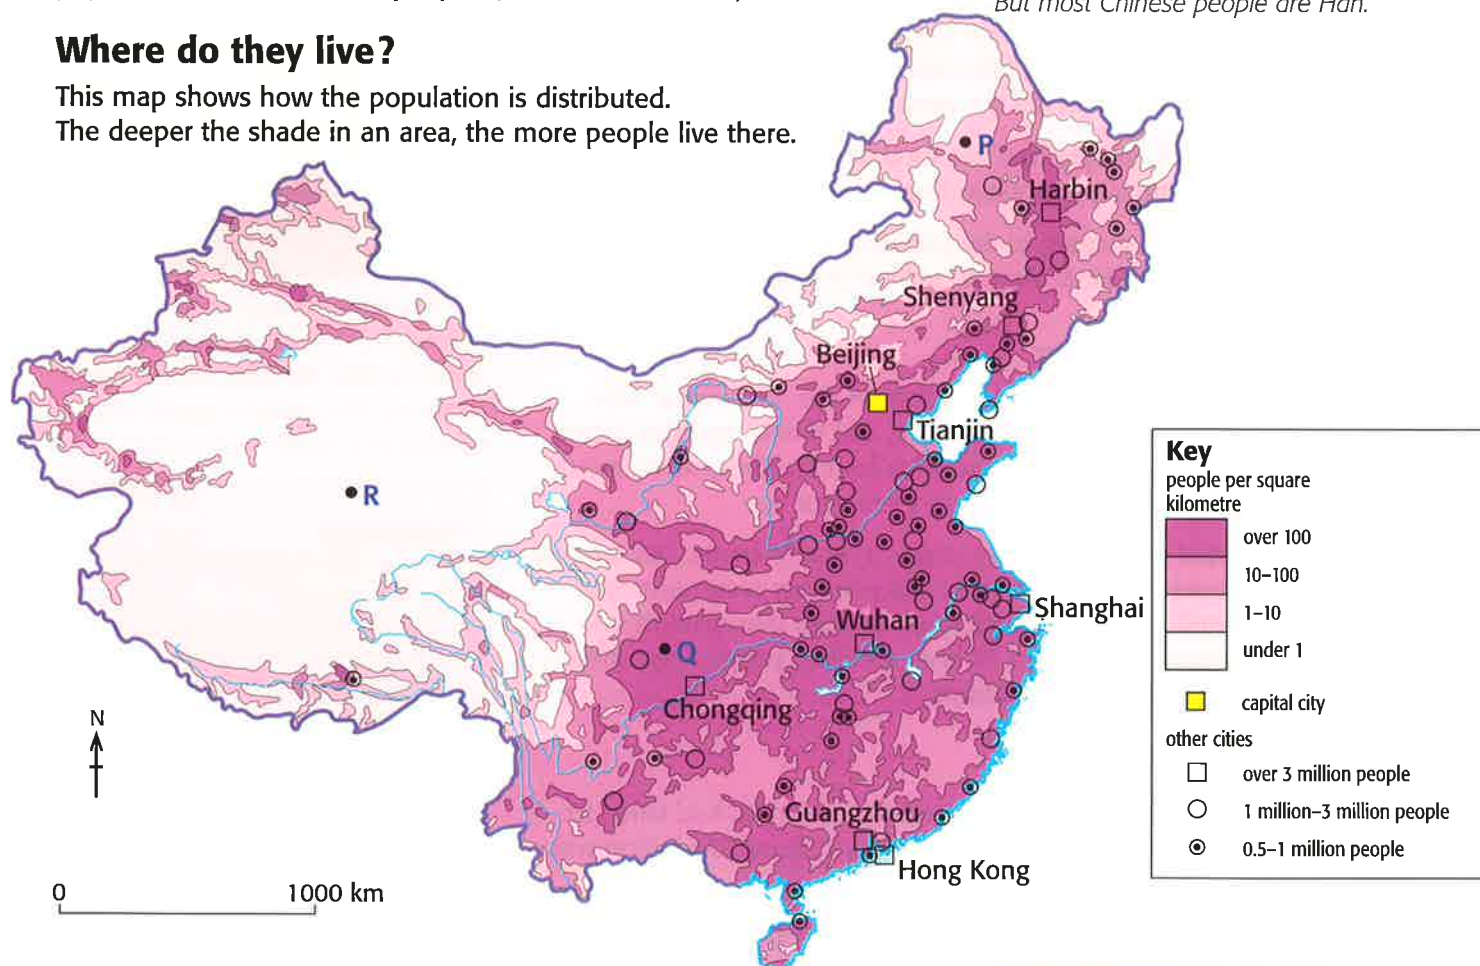 But most Chinese people are Han.
Where do they live?
This map shows how the population is distributed.
The deeper the shade in an area, the more people live there.
P
Harbin
Shenyang
Beijing
Tianjin
R
Shanghai
Wuhan
Q
Chongqing
Guangzhou
Hong Kong
N
0 1000 km
Key
people per square
kilometre
over 100
10–100
1–10
under 1
capital city
other cities
over 3 million people
1 million–3 million people
0.5–1 million people